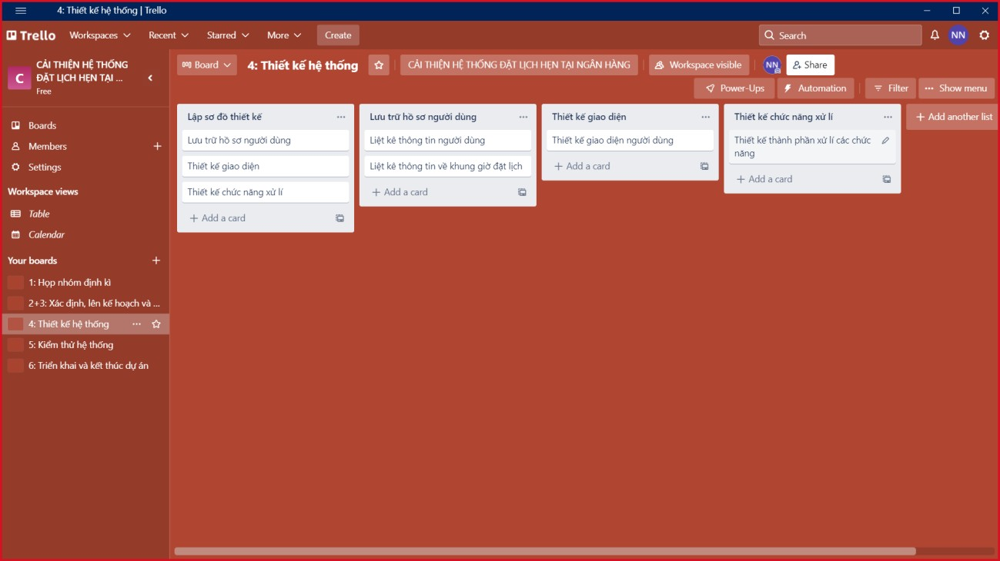 4: Thiết kế hệ thống | Trello
Trello
Workspaces
Recent
Starred
More
Create
Search
NN
C
CẢI THIỆN HỆ THỐNG
ĐẶT LỊCH HẸN TẠI ...
Free
Boards
Members
Settings
Workspace views
Table
Calendar
Your boards
1: Họp nhóm định kì
2+3: Xác định, lên kế hoạch và ...
4: Thiết kế hệ thống
5: Kiểm thử hệ thống
6: Triển khai và kết thúc dự án
Board
4: Thiết kế hệ thống
CẢI THIỆN HỆ THỐNG ĐẶT LỊCH HẸN TẠI NGÂN HÀNG
Workspace visible
NN
Share
Power-Ups
Automation
Filter
Show menu
Lập sơ đồ thiết kế
Lưu trữ hồ sơ người dùng
Thiết kế giao diện
Thiết kế chức năng xử lí
Add a card
Lưu trữ hồ sơ người dùng
Liệt kê thông tin người dùng
Liệt kê thông tin về khung giờ đặt lịch
Add a card
Thiết kế giao diện
Thiết kế giao diện người dùng
Add a card
Thiết kế chức năng xử lí
Thiết kế thành phần xử lí các chức
năng
Add a card
Add another list